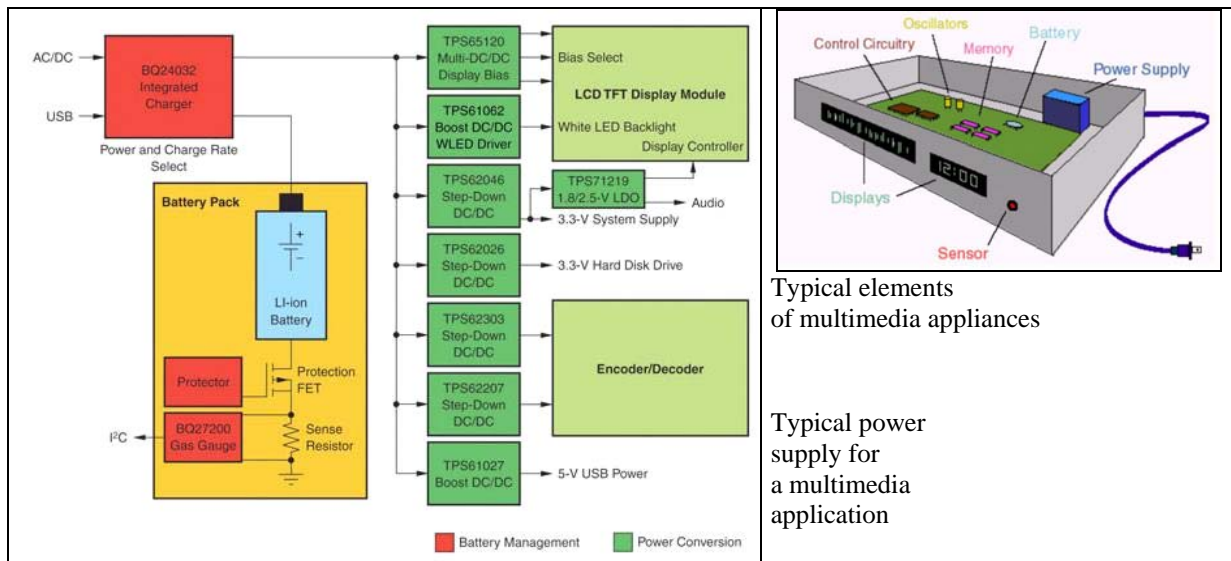 AC/DC
USB
BQ24032
Integrated
Charger
Power and Charge Rate
Select
Battery Pack
+
–
LI-ion
Battery
Protector
Protection
FET
BQ27200
Gas Gauge
Sense
Resistor
I²C
TPS65120
Multi-DC/DC
Display Bias
TPS61062
Boost DC/DC
WLED Driver
TPS62046
Step-Down
DC/DC
TPS62026
Step-Down
DC/DC
TPS62303
Step-Down
DC/DC
TPS62207
Step-Down
DC/DC
TPS61027
Boost DC/DC
Bias Select
LCD TFT Display Module
White LED Backlight
Display Controller
TPS71219
1.8/2.5-V LDO
Audio
3.3-V System Supply
3.3-V Hard Disk Drive
Encoder/Decoder
5-V USB Power
Battery Management
Power Conversion
Oscillators
Control Circuitry
Memory
Battery
Power Supply
Displays
12:00
Sensor
Typical elements
of multimedia appliances
Typical power
supply for
a multimedia
application